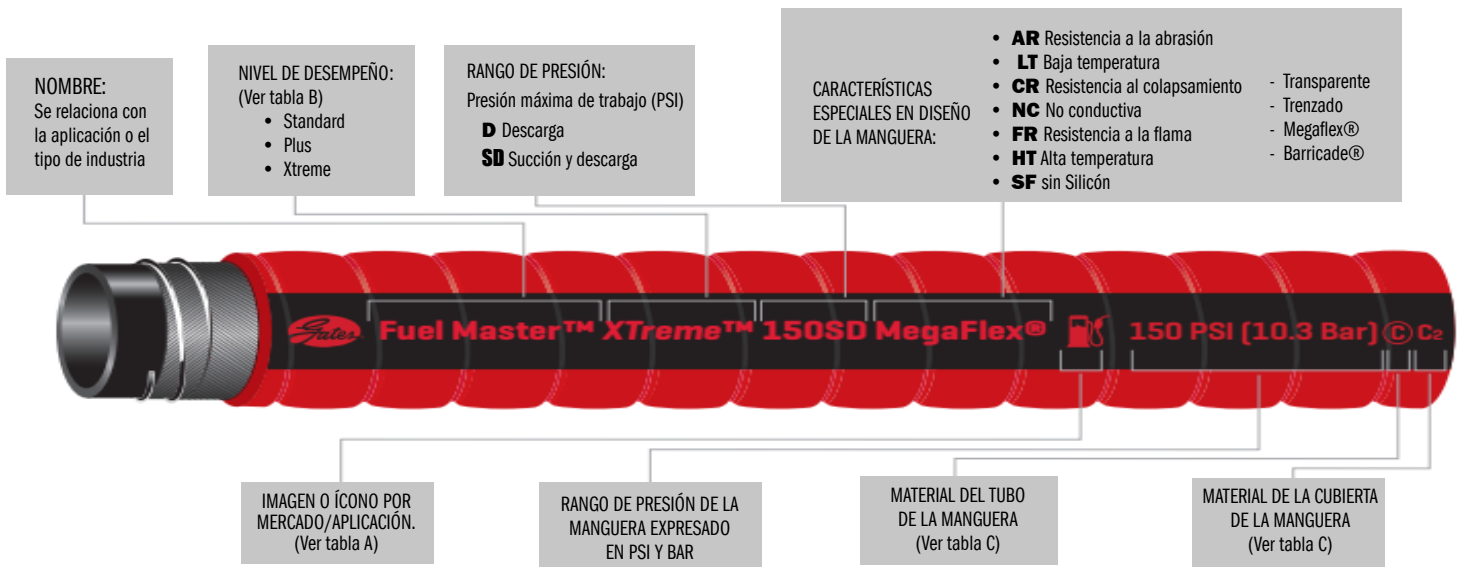 NOMBRE:
Se relaciona con
la aplicación o el
tipo de industria
NIVEL DE DESEMPEÑO:
(Ver tabla B)
• Standard
• Plus
• Xtreme
RANGO DE PRESIÓN:
Presión máxima de trabajo (PSI)
D Descarga
SD Succión y descarga
CARACTERÍSTICAS
ESPECIALES EN DISEÑO
DE LA MANGUERA:
• AR Resistencia a la abrasión
• LT Baja temperatura
• CR Resistencia al colapsamiento
• NC No conductiva
• FR Resistencia a la flama
• HT Alta temperatura
• SF sin Silicón
- Transparente
- Trenzado
- Megaflex®
- Barricade®
Gates Fuel Master™ XTreme™ 150SD MegaFlex® 150 PSI (10.3 Bar) Ⓒ C₂
IMAGEN O ÍCONO POR
MERCADO/APLICACIÓN.
(Ver tabla A)
RANGO DE PRESIÓN DE LA
MANGUERA EXPRESADO
EN PSI Y BAR
MATERIAL DEL TUBO
DE LA MANGUERA
(Ver tabla C)
MATERIAL DE LA CUBIERTA
DE LA MANGUERA
(Ver tabla C)